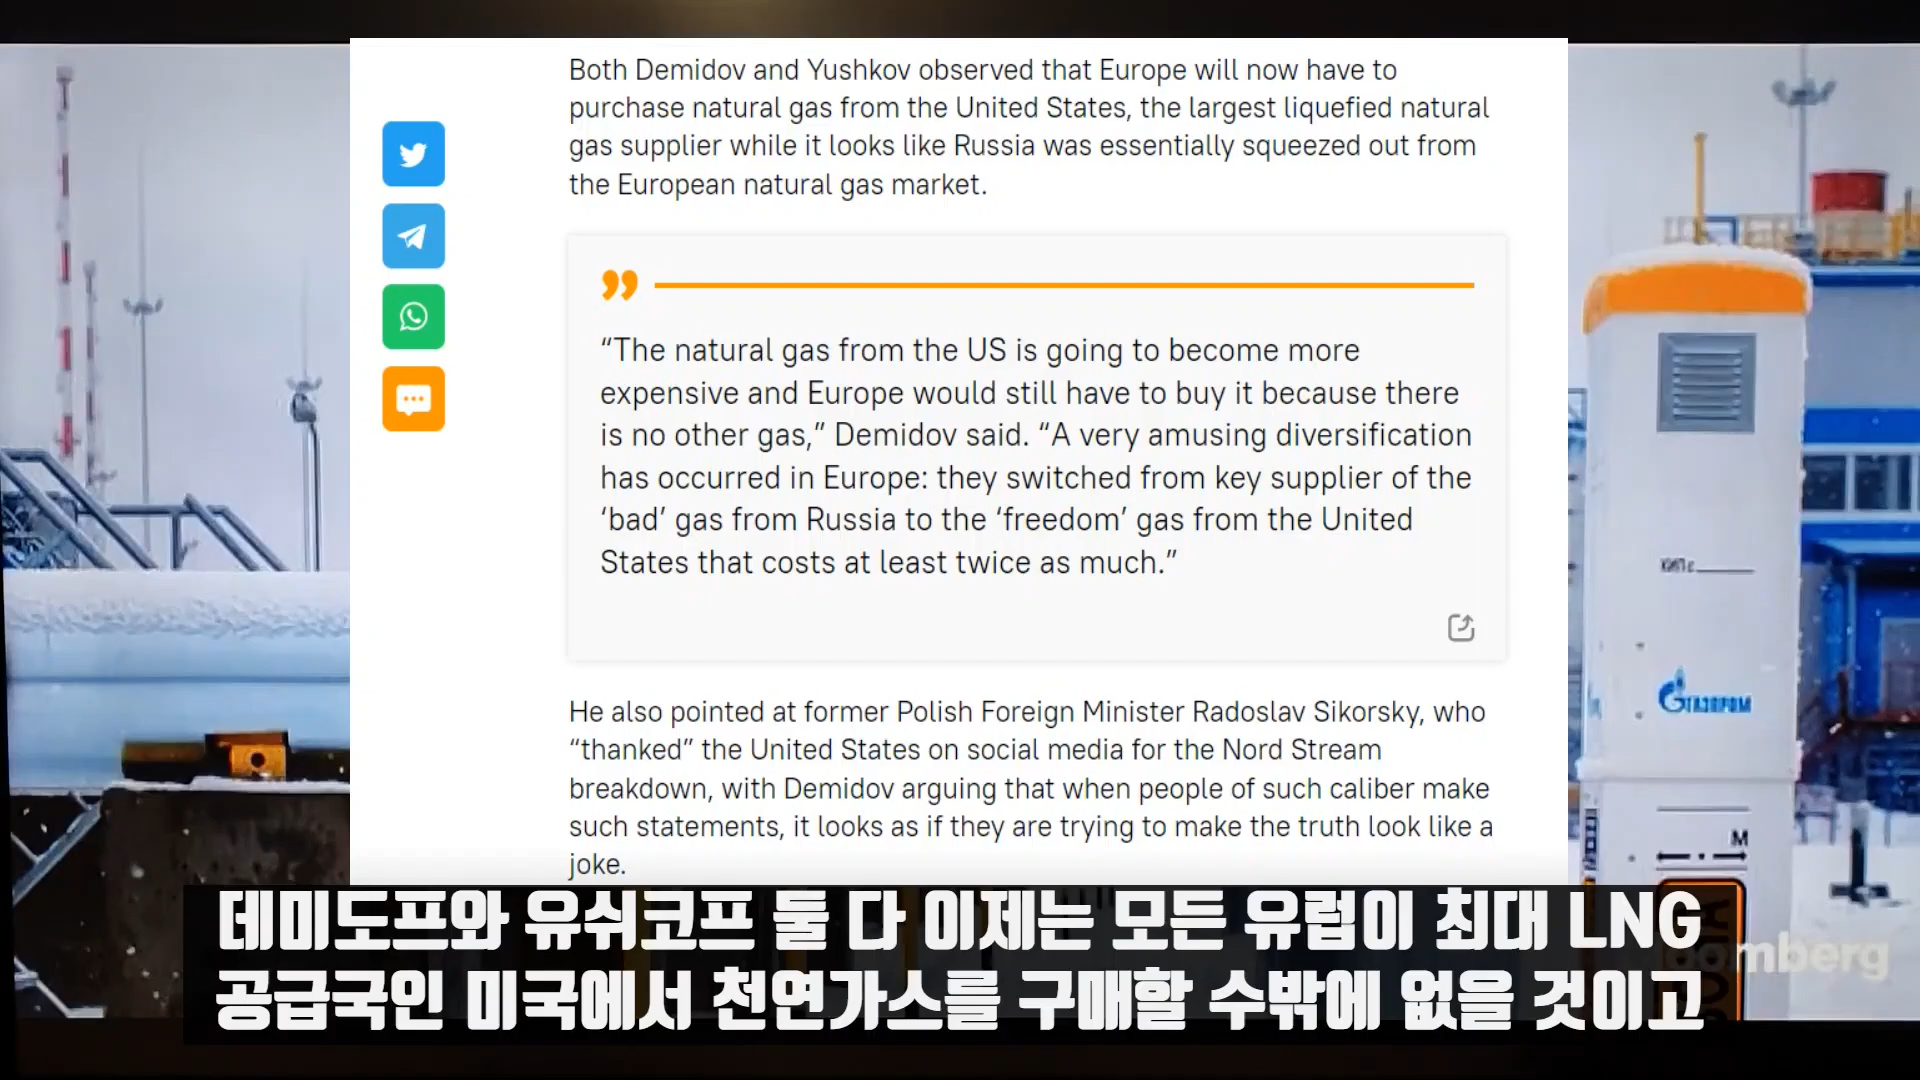 Both Demidov and Yushkov observed that Europe will now have to
purchase natural gas from the United States, the largest liquefied natural
gas supplier while it looks like Russia was essentially squeezed out from
the European natural gas market.
”
“The natural gas from the US is going to become more
expensive and Europe would still have to buy it because there
is no other gas,” Demidov said. “A very amusing diversification
has occurred in Europe: they switched from key supplier of the
‘bad’ gas from Russia to the ‘freedom’ gas from the United
States that costs at least twice as much.”
He also pointed at former Polish Foreign Minister Radoslav Sikorsky, who
“thanked” the United States on social media for the Nord Stream
breakdown, with Demidov arguing that when people of such caliber make
such statements, it looks as if they are trying to make the truth look like a
joke.
КИП с
GAZPROM
M
데미도프와 유쉬코프 둘 다 이제는 모든 유럽이 최대 LNG
공급국인 미국에서 천연가스를 구매할 수밖에 없을 것이고